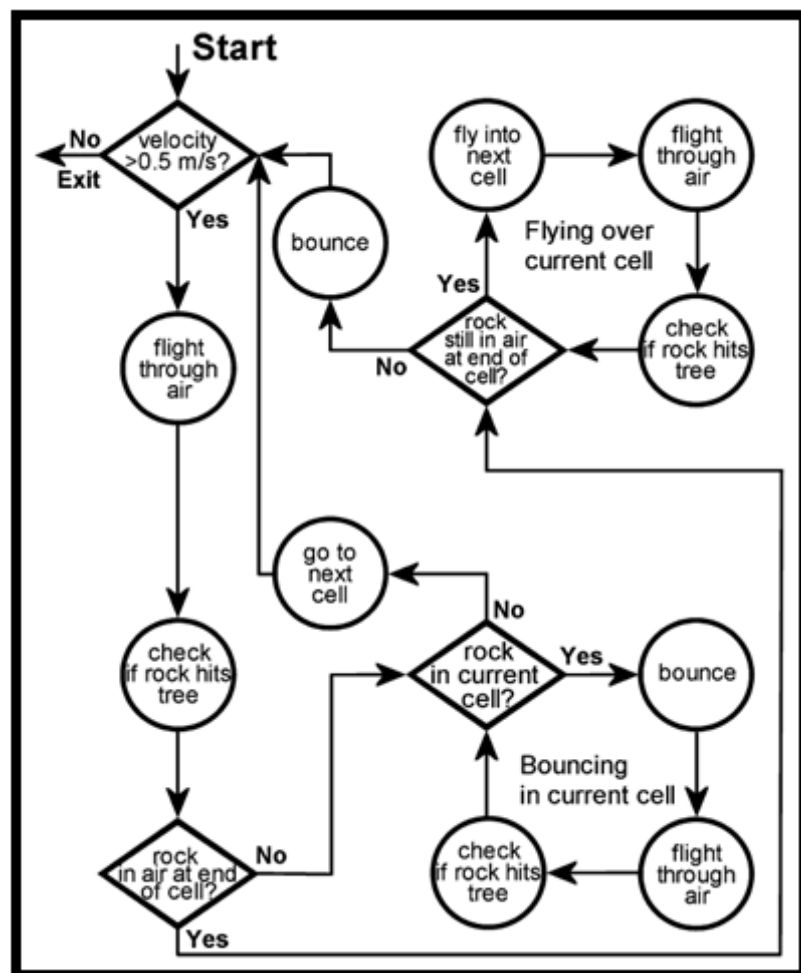 Start
velocity
>0.5 m/s?
No
Exit
Yes
flight
through
air
check
if rock hits
tree
rock
in air at end
of cell?
No
Yes
bounce
go to
next
cell
fly into
next
cell
flight
through
air
Flying over
current cell
check
if rock hits
tree
rock
still in air
at end of
cell?
Yes
No
rock
in current
cell?
No
Yes
bounce
Bouncing
in current cell
flight
through
air
check
if rock hits
tree